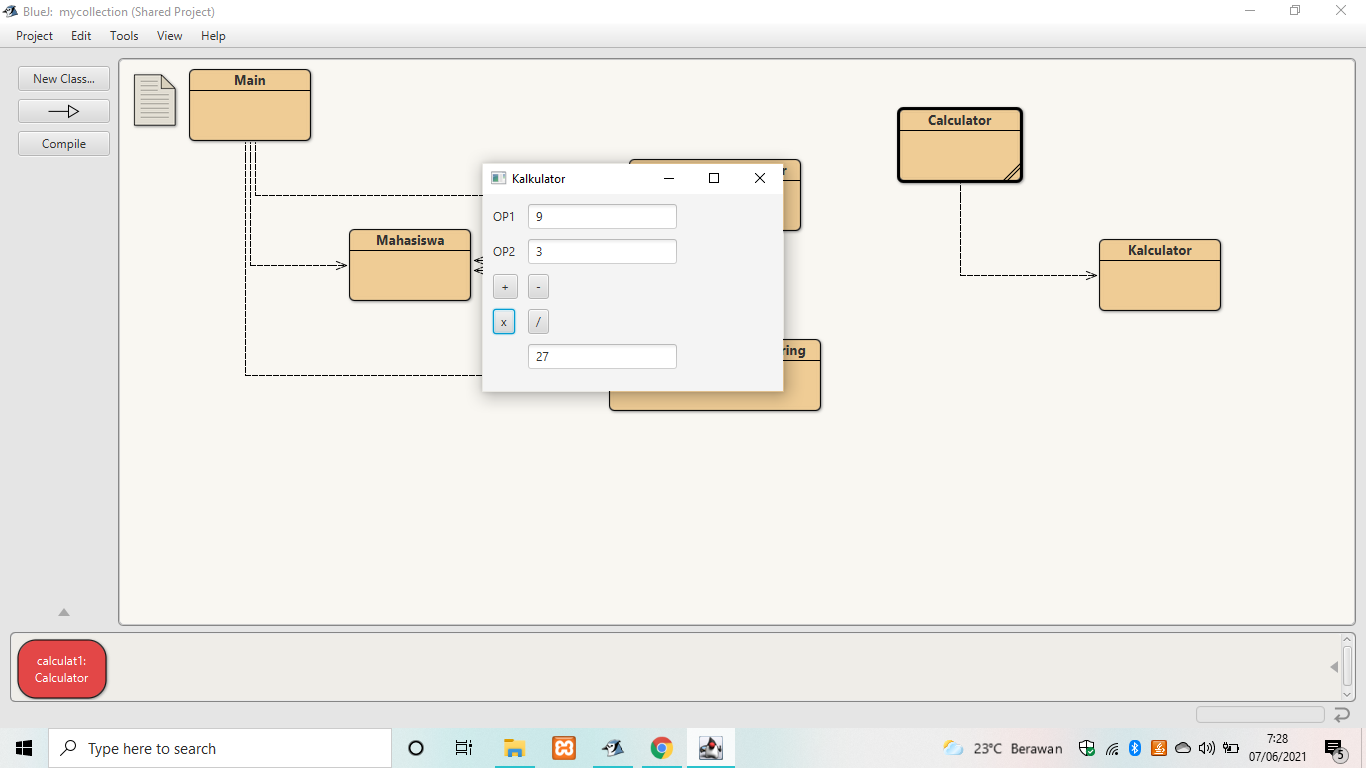 BlueJ: mycollection (Shared Project)
Project Edit Tools View Help
New Class...
Compile
Main
Mahasiswa
r
ring
Calculator
Kalculator
Kalkulator
OP1 9
OP2 3
+ -
x /
27
calculat1:
Calculator
Type here to search
23°C Berawan
7:28
07/06/2021
5